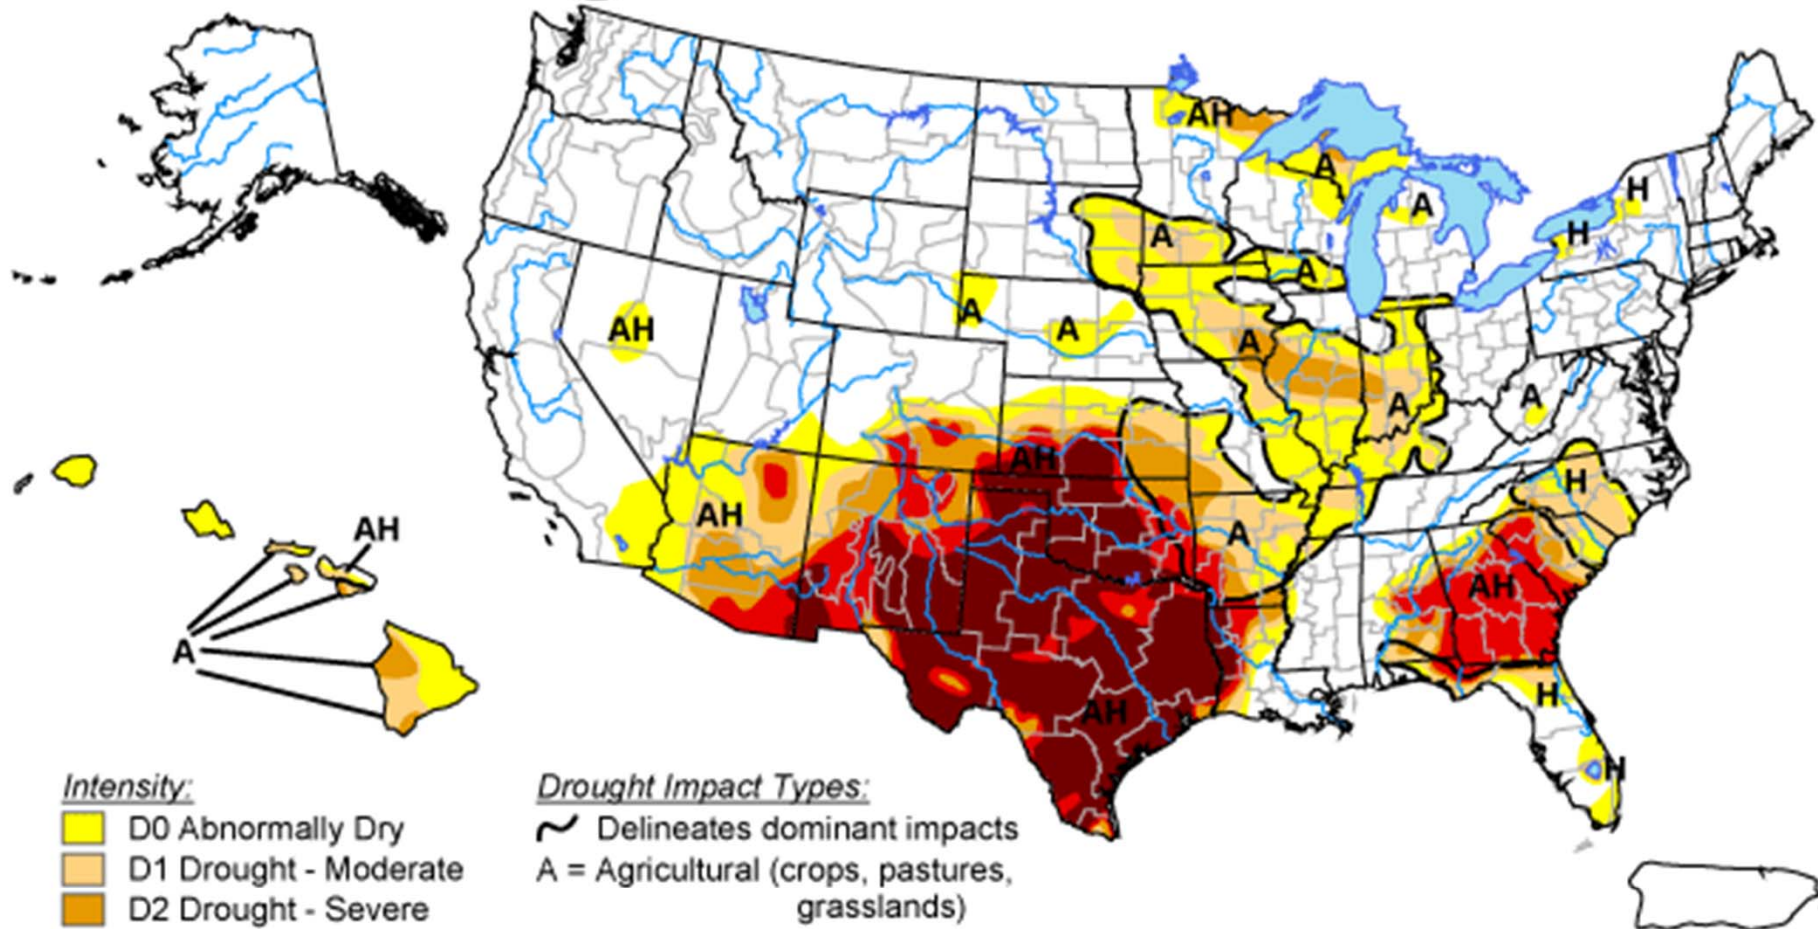 AH
A
H
A
H
A
A
A
AH
A
A
A
A
AH
H
AH
A
AH
AH
A
AH
H
H
Intensity:
D0 Abnormally Dry
D1 Drought - Moderate
D2 Drought - Severe
Drought Impact Types:
Delineates dominant impacts
A = Agricultural (crops, pastures,
grasslands)